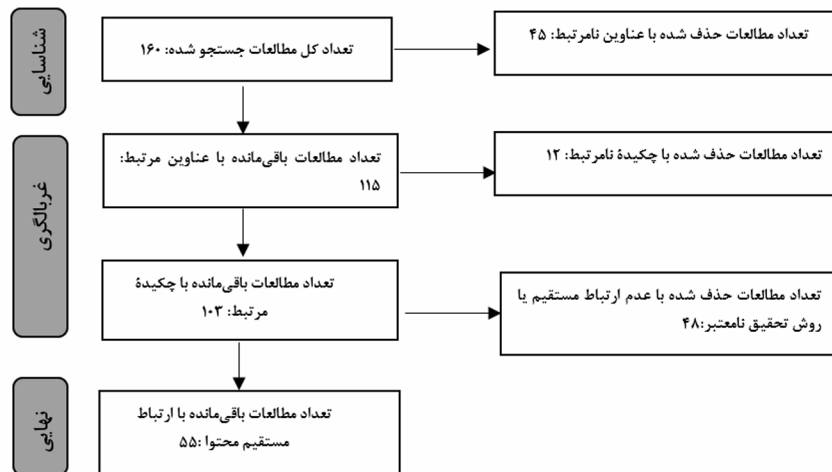 شناسایی
تعداد کل مطالعات جستجو شده: ۱۶۰
تعداد مطالعات حذف شده با عناوین نامرتبط: ۴۵
غربالگری
تعداد مطالعات باقی‌مانده با عناوین مرتبط:
۱۱۵
تعداد مطالعات حذف شده با چکیدۀ نامرتبط: ۱۲
تعداد مطالعات باقی‌مانده با چکیدۀ
مرتبط: ۱۰۳
تعداد مطالعات حذف شده با عدم ارتباط مستقیم یا
روش تحقیق نامعتبر:۴۸
نهایی
تعداد مطالعات باقی‌مانده با ارتباط
مستقیم محتوا :۵۵